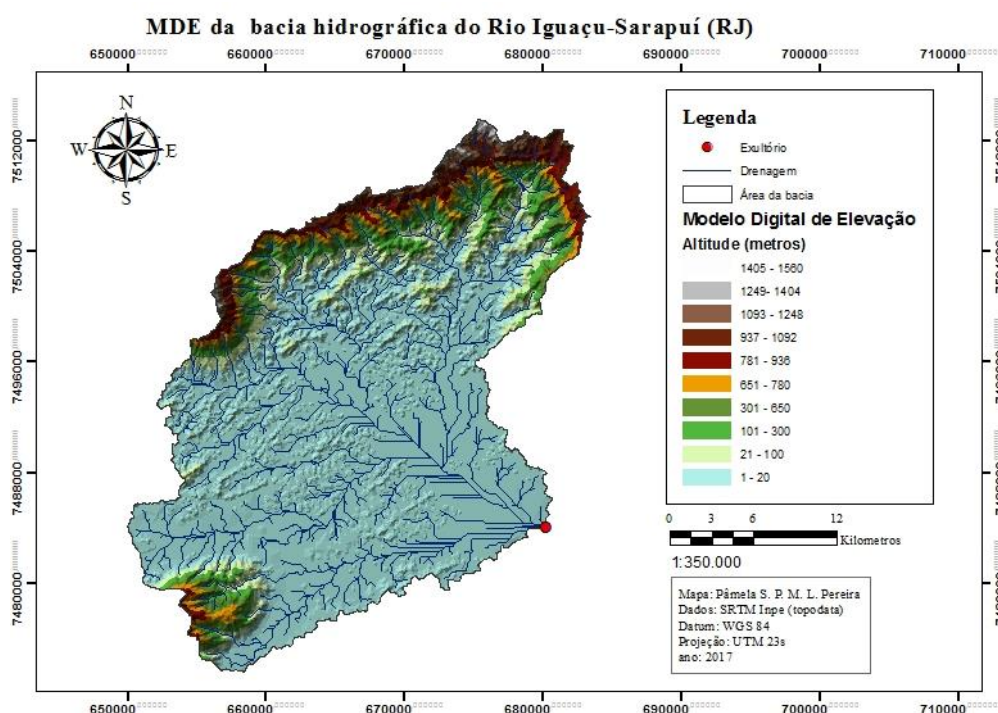 MDE da bacia hidrográfica do Rio Iguaçu-Sarapuí (RJ)
650000 660000 670000 680000 690000 700000 710000
N
W E
S
7512000
7504000
7496000
7488000
7480000
Legenda
Exultório
Drenagem
Área da bacia
Modelo Digital de Elevação
Altitude (metros)
1405 - 1560
1249- 1404
1093 - 1248
937 - 1092
781 - 936
651 - 780
301 - 650
101 - 300
21 - 100
1 - 20
0 3 6 12
Kilometros
1:350.000
Mapa: Pâmela S. P. M. L. Pereira
Dados: SRTM Inpe (topodata)
Datum: WGS 84
Projeção: UTM 23s
ano: 2017
650000 660000 670000 680000 690000 700000 710000